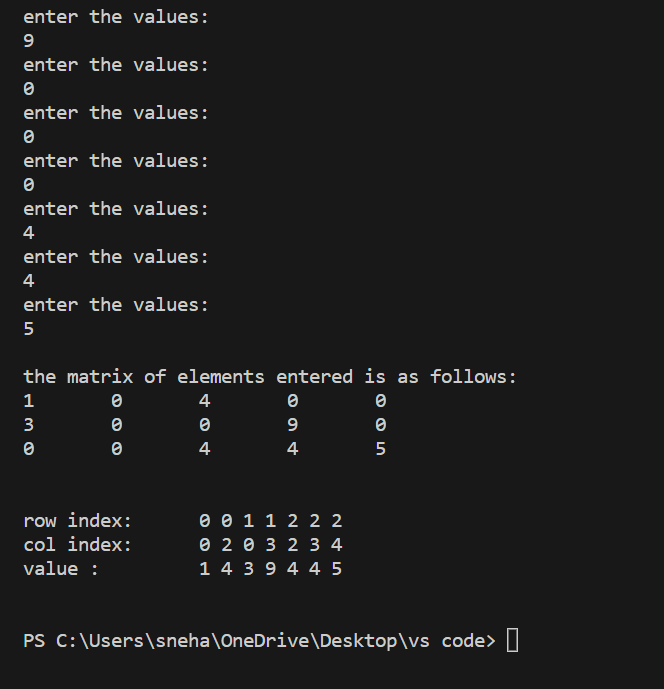 enter the values:
9
enter the values:
0
enter the values:
0
enter the values:
0
enter the values:
4
enter the values:
4
enter the values:
5
the matrix of elements entered is as follows:
1 0 4 0 0
3 0 0 9 0
0 0 4 4 5
row index: 0 0 1 1 2 2 2
col index: 0 2 0 3 2 3 4
value : 1 4 3 9 4 4 5
PS C:\Users\sneha\OneDrive\Desktop\vs code>